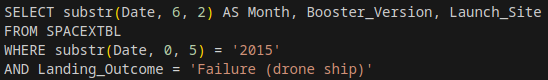 SELECT substr(Date, 6, 2) AS Month, Booster_Version, Launch_Site
FROM SPACEXTBL
WHERE substr(Date, 0, 5) = '2015'
AND Landing_Outcome = 'Failure (drone ship)'